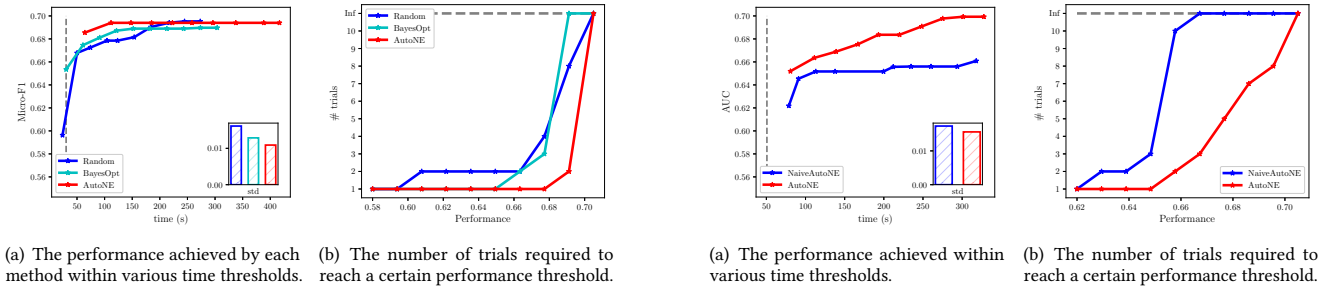 0.70
0.68
0.66
0.64
0.62
0.60
0.58
0.56
Micro-F1
Random
BayesOpt
AutoNE
0.01
0.00
std
50 100 150 200 250 300 350 400
time (s)
Inf
10
9
8
7
6
5
4
3
2
1
# trials
Random
BayesOpt
AutoNE
0.58 0.60 0.62 0.64 0.66 0.68 0.70
Performance
0.70
0.68
0.66
0.64
0.62
0.60
0.58
0.56
AUC
NaiveAutoNE
AutoNE
0.01
0.00
std
50 100 150 200 250 300
time (s)
Inf
10
9
8
7
6
5
4
3
2
1
# trials
NaiveAutoNE
AutoNE
0.62 0.64 0.66 0.68 0.70
Performance
(a) The performance achieved by each
method within various time thresholds.
(b) The number of trials required to
reach a certain performance threshold.
(a) The performance achieved within
various time thresholds.
(b) The number of trials required to
reach a certain performance threshold.